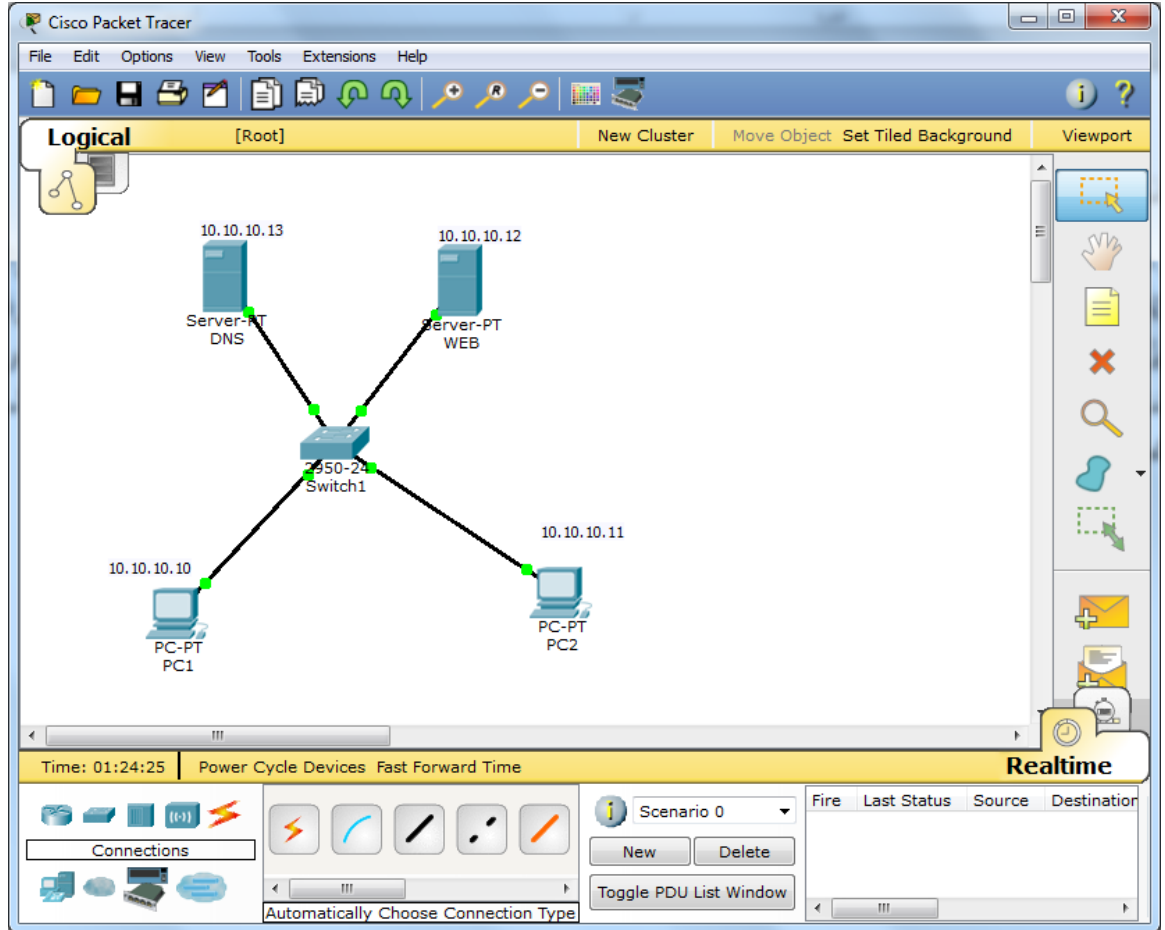 Cisco Packet Tracer
File Edit Options View Tools Extensions Help
Logical [Root] New Cluster Move Object Set Tiled Background Viewport
10.10.10.13
10.10.10.12
Server-PT
DNS
Server-PT
WEB
2950-24
Switch1
10.10.10.11
10.10.10.10
PC-PT
PC1
PC-PT
PC2
Time: 01:24:25 Power Cycle Devices Fast Forward Time Realtime
Connections
Automatically Choose Connection Type
Scenario 0
New Delete
Toggle PDU List Window
Fire Last Status Source Destination